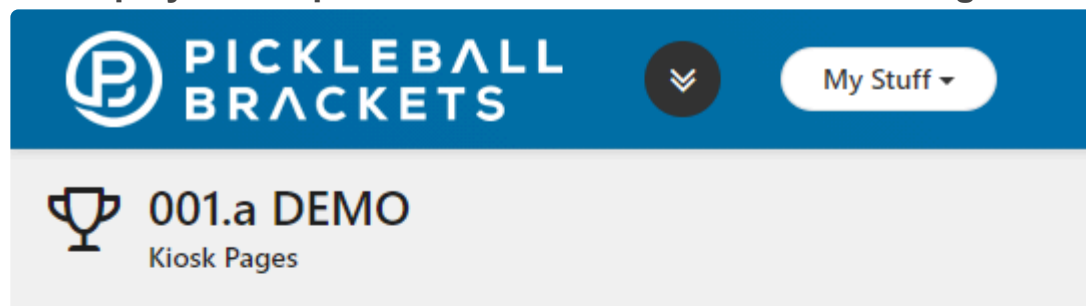 PICKLEBALL
BRACKETS
My Stuff
001.a DEMO
Kiosk Pages